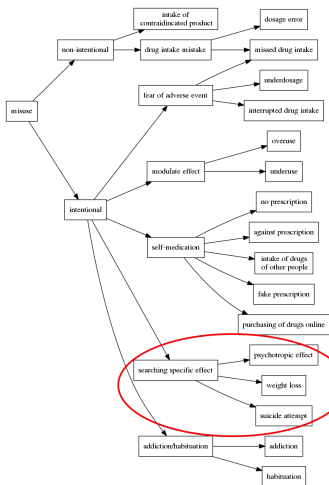 intake of
contraidincated product
dosage error
non-intentional
drug intake mistake
missed drug intake
fear of adverse event
underdosage
interrupted drug intake
misuse
overuse
modulate effect
underuse
intentional
no prescription
against prescription
self-medication
intake of drugs
of other people
fake prescription
purchasing of drugs online
psychotropic effect
searching specific effect
weight loss
suicide attempt
addiction/habituation
addiction
habituation